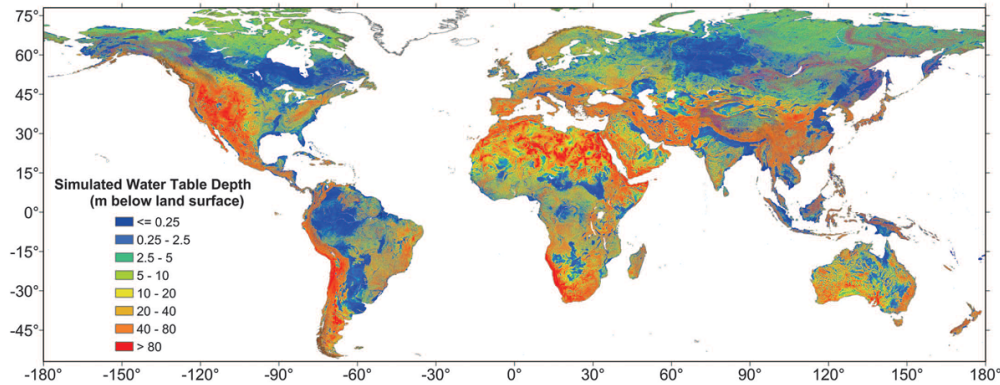 75°
60°
45°
30°
15°
0°
-15°
-30°
-45°
Simulated Water Table Depth
(m below land surface)
<= 0.25
0.25 - 2.5
2.5 - 5
5 - 10
10 - 20
20 - 40
40 - 80
> 80
-180° -150° -120° -90° -60° -30° 0° 30° 60° 90° 120° 150° 180°